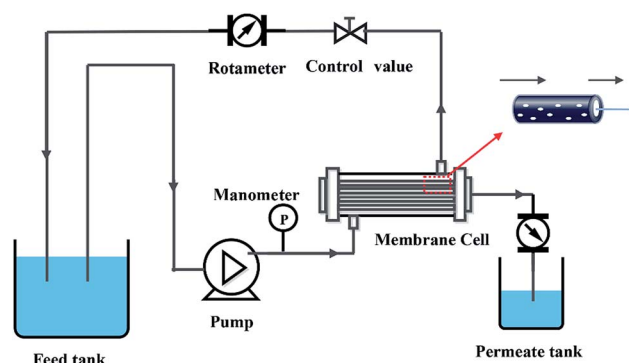 Rotameter
Control value
Manometer
P
Membrane Cell
Pump
Feed tank
Permeate tank